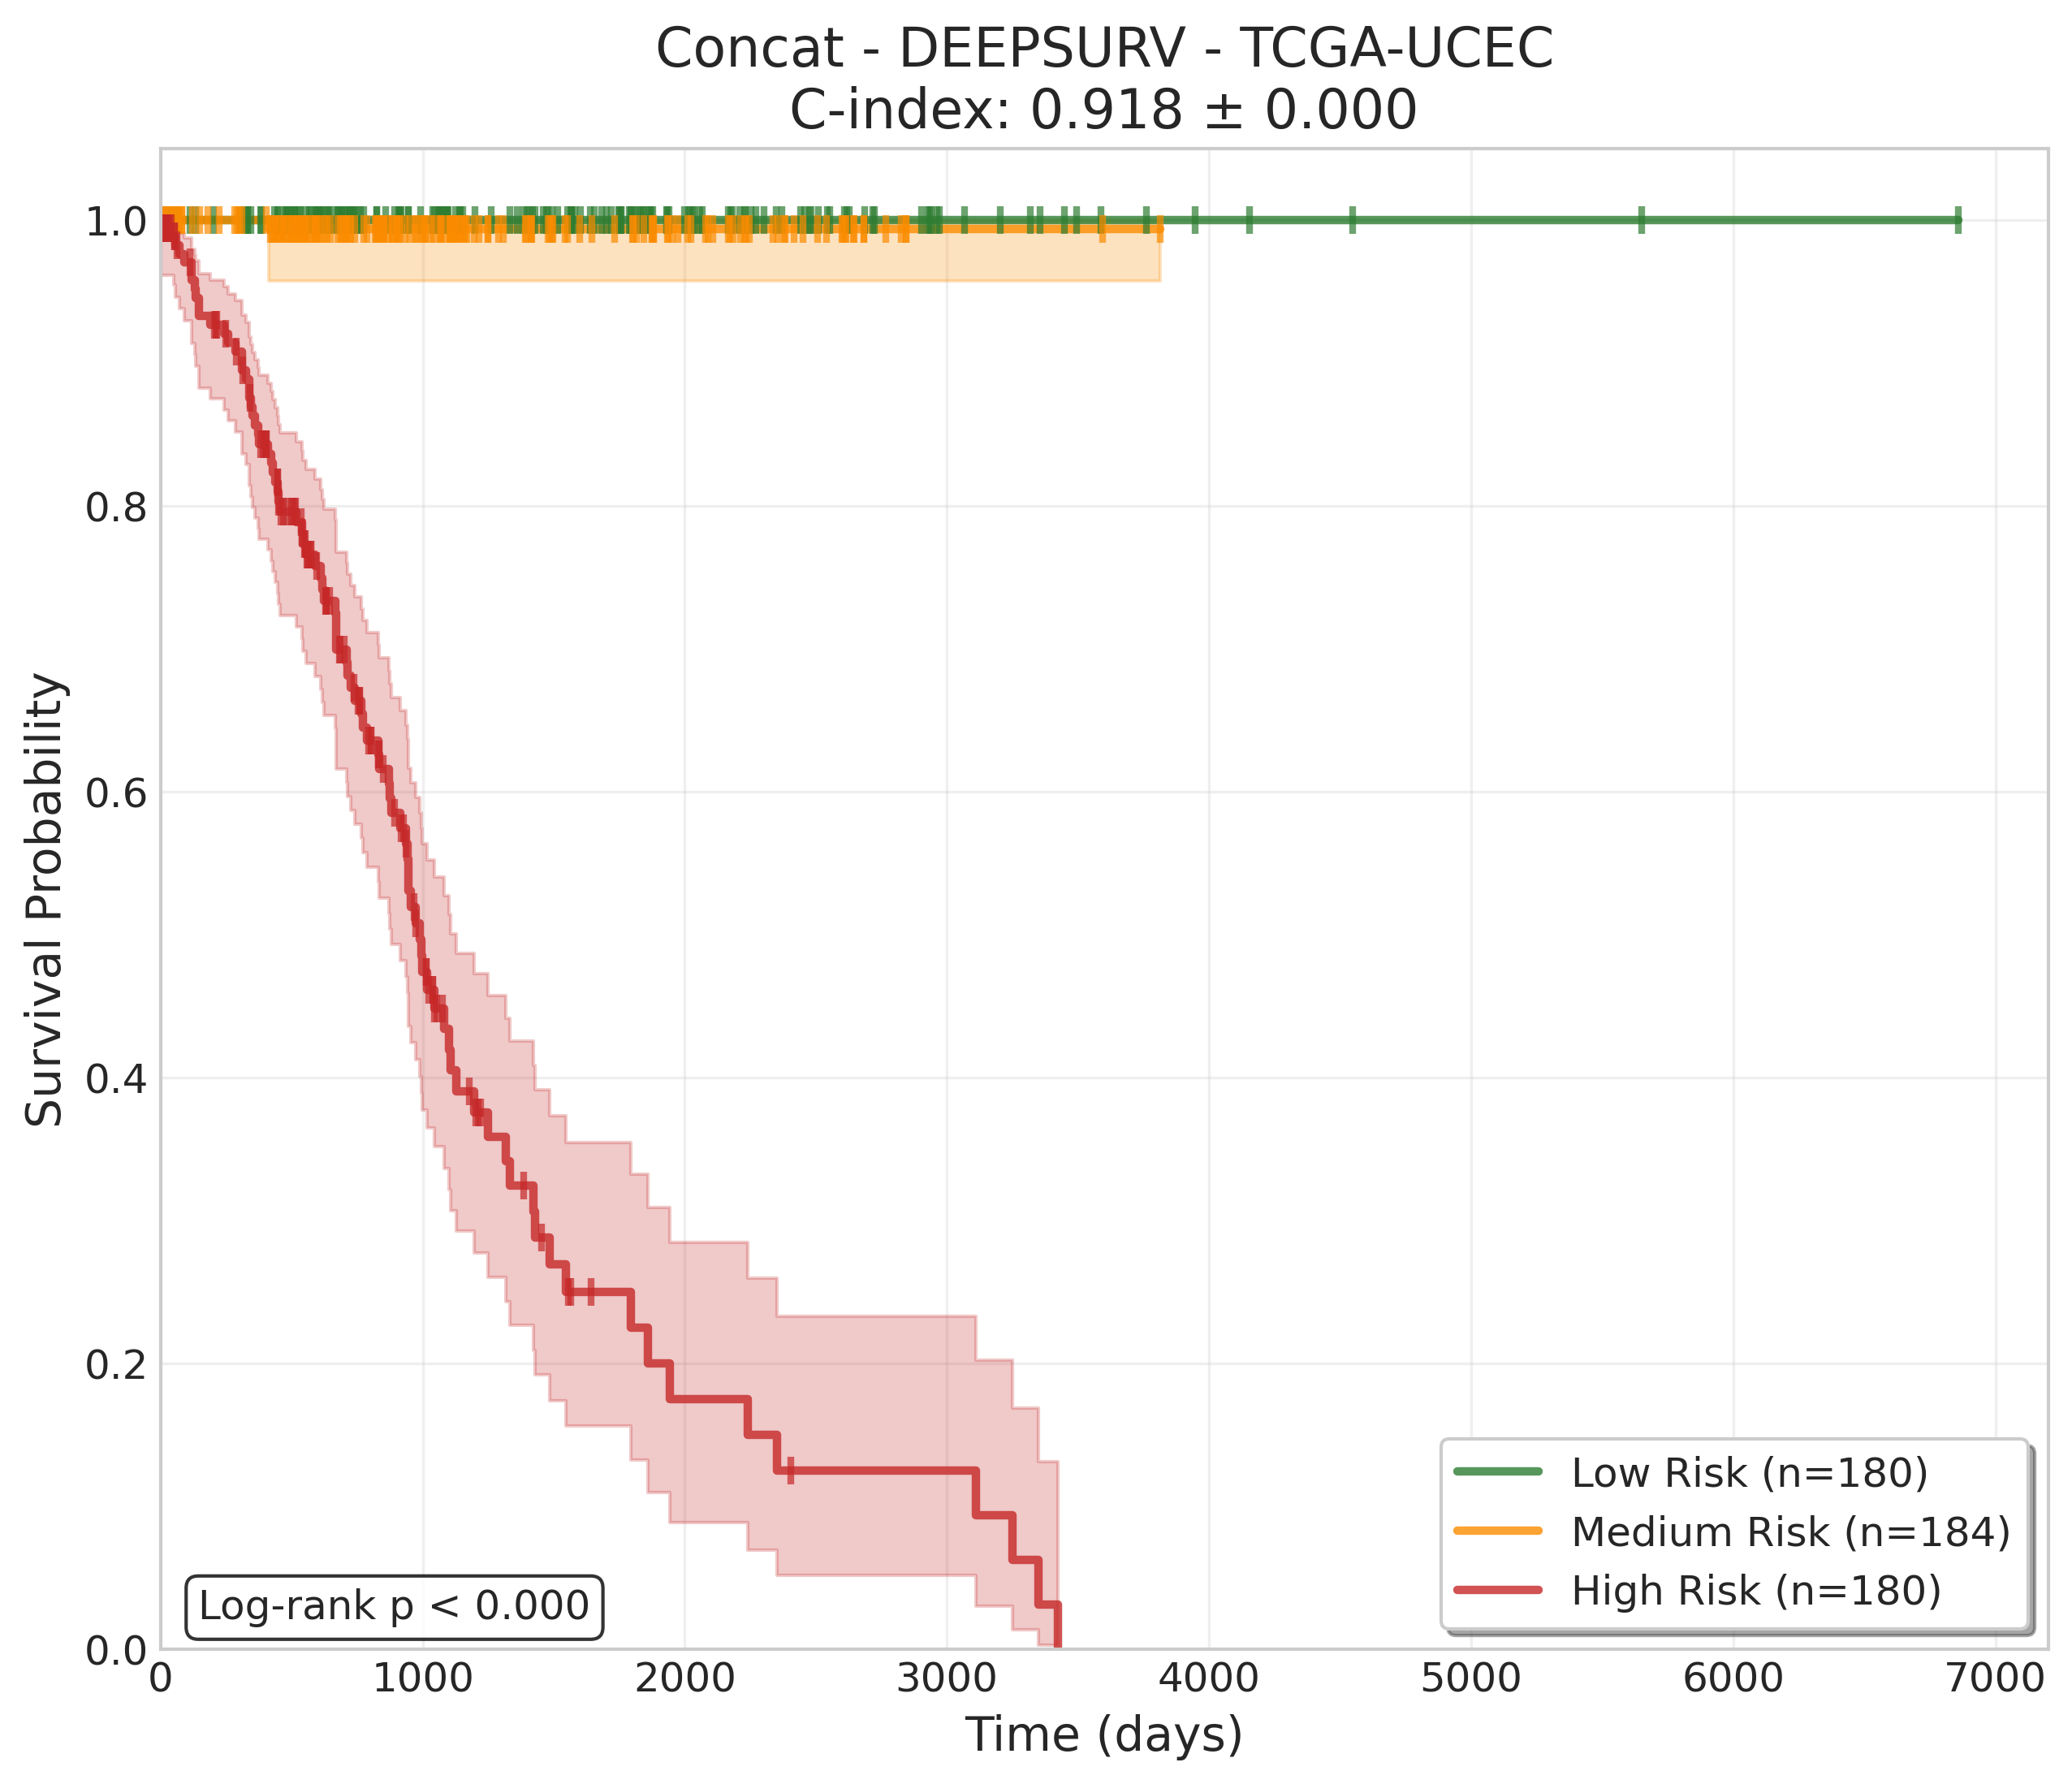 Concat - DEEPSURV - TCGA-UCEC
C-index: 0.918 ± 0.000
Survival Probability
1.0
0.8
0.6
0.4
0.2
0.0
Log-rank p < 0.000
Low Risk (n=180)
Medium Risk (n=184)
High Risk (n=180)
0 1000 2000 3000 4000 5000 6000 7000
Time (days)